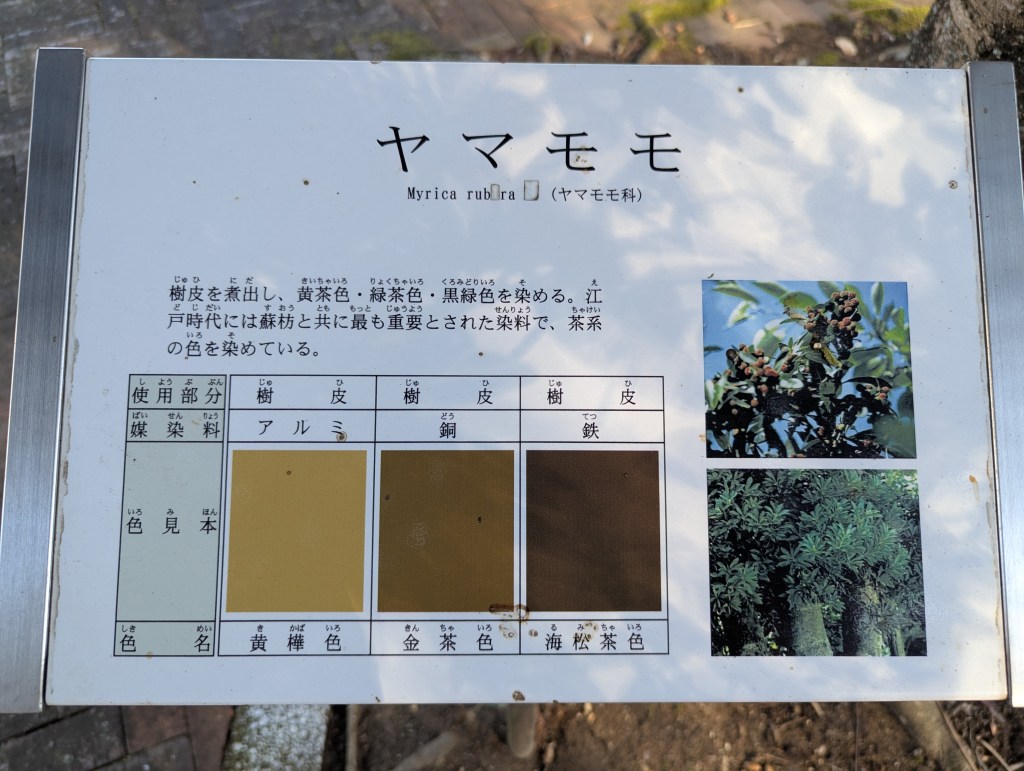 ヤマモモ
Myrica rubra (ヤマモモ科)
樹皮を煮出し、黄茶色・緑茶色・黒緑色を染める。江
戸時代には蘇枋と共に最も重要とされた染料で、茶系
の色を染めている。
使用部分 樹皮 樹皮 樹皮
媒染料 アルミ 銅 鉄
色見本
色名 黄樺色 金茶色 海松茶色